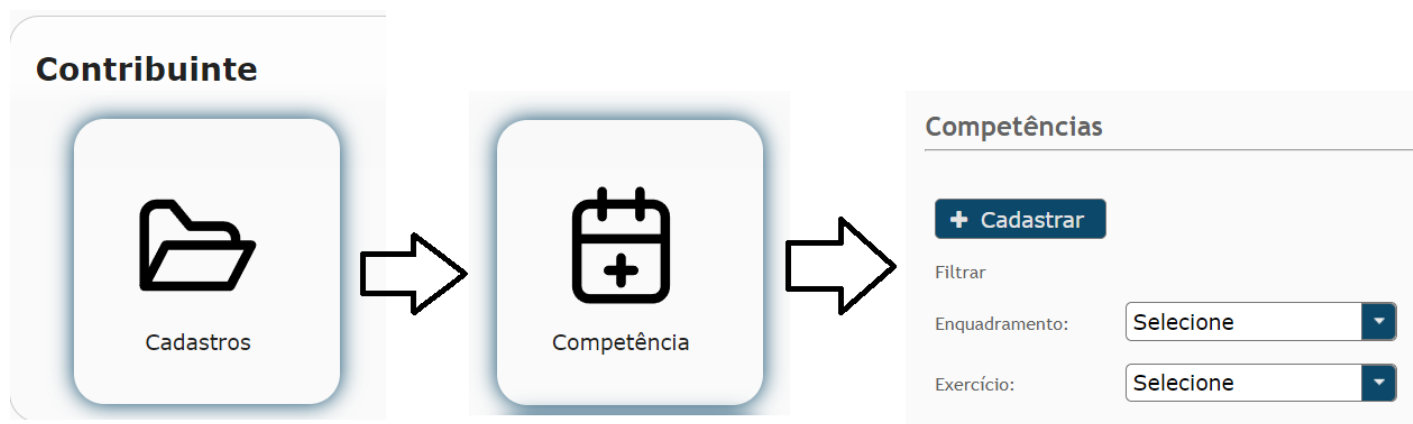 Contribuinte
Cadastros
Competência
Competências
+ Cadastrar
Filtrar
Enquadramento: Selecione
Exercício: Selecione